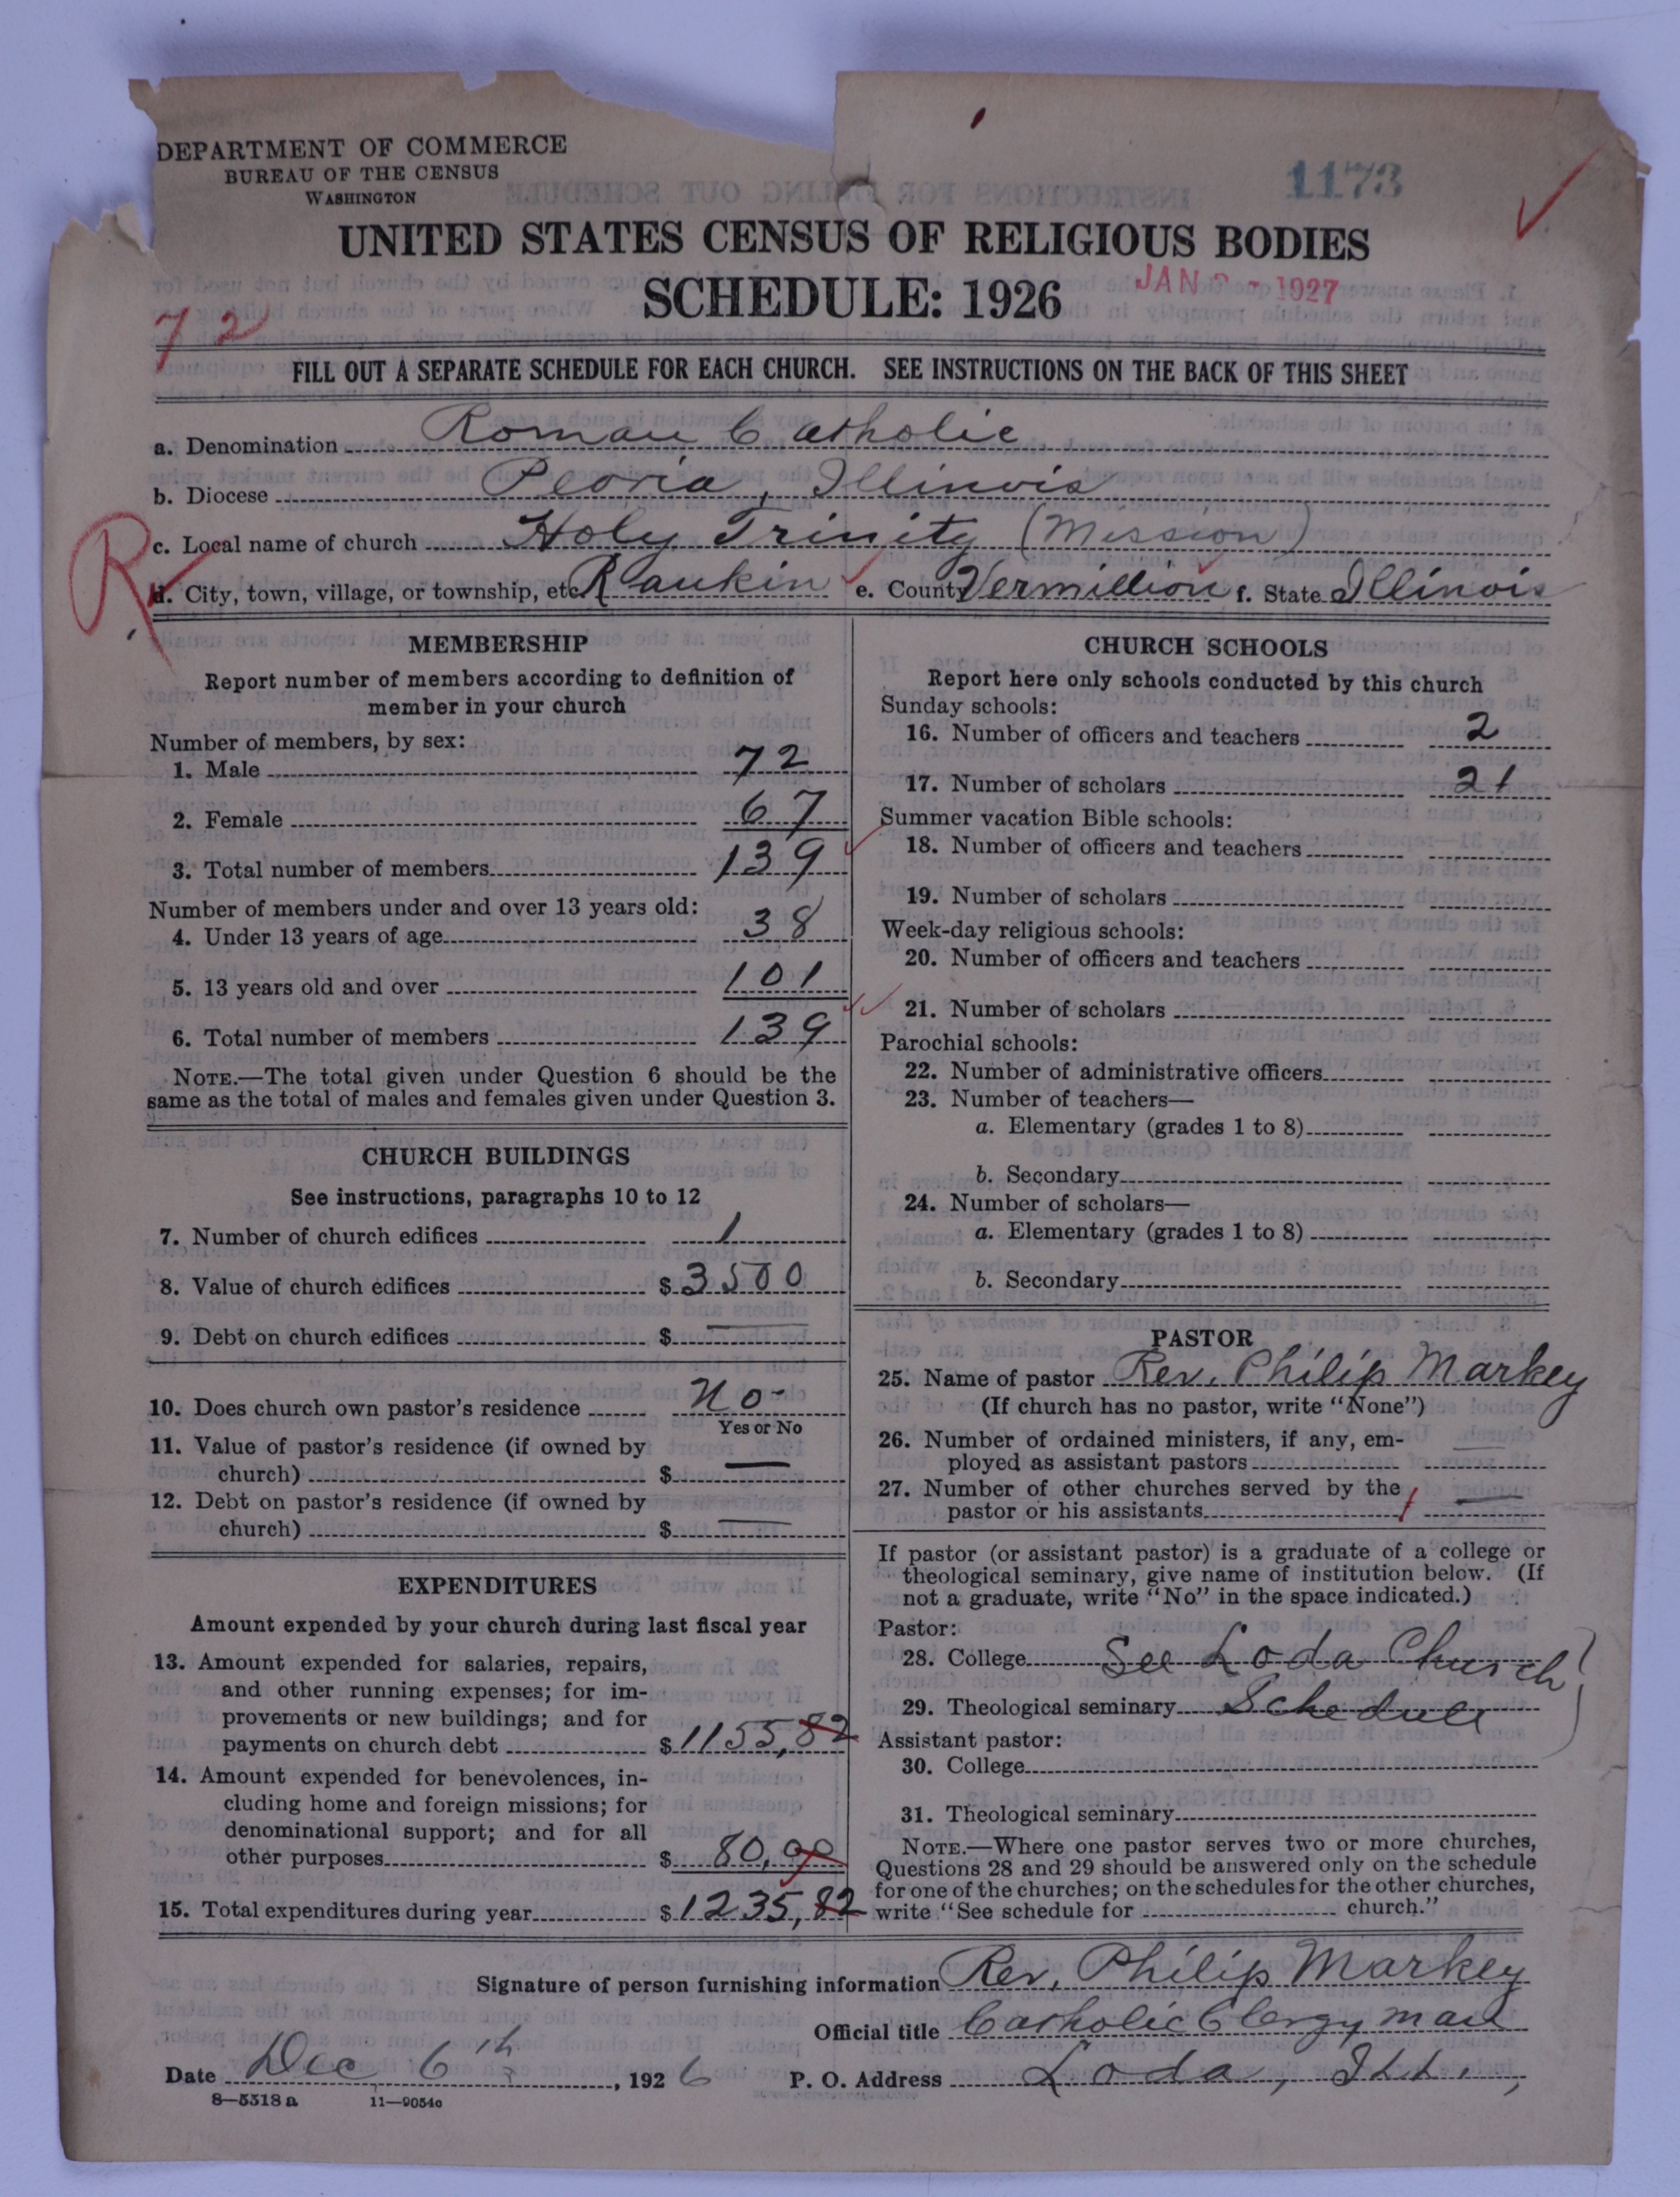 DEPARTMENT OF COMMERCE
BUREAU OF THE CENSUS
WASHINGTON
1173
UNITED STATES CENSUS OF RELIGIOUS BODIES
SCHEDULE: 1926
JAN 1927
72
FILL OUT A SEPARATE SCHEDULE FOR EACH CHURCH. SEE INSTRUCTIONS ON THE BACK OF THIS SHEET
a. Denomination Roman Catholic
b. Diocese Peoria, Illinois
c. Local name of church Holy Trinity (Mission)
R
d. City, town, village, or township, etc. Rankin e. County Vermillion f. State Illinois
MEMBERSHIP
Report number of members according to definition of
member in your church
Number of members, by sex:
1. Male 72
2. Female 67
3. Total number of members 139
Number of members under and over 13 years old:
4. Under 13 years of age 38
5. 13 years old and over 101
6. Total number of members 139
NOTE.—The total given under Question 6 should be the
same as the total of males and females given under Question 3.
CHURCH BUILDINGS
See instructions, paragraphs 10 to 12
7. Number of church edifices 1
8. Value of church edifices $ 3500
9. Debt on church edifices $ —
10. Does church own pastor's residence No-
Yes or No
11. Value of pastor's residence (if owned by
church) $ —
12. Debt on pastor's residence (if owned by
church) $ —
EXPENDITURES
Amount expended by your church during last fiscal year
13. Amount expended for salaries, repairs,
and other running expenses; for im-
provements or new buildings; and for
payments on church debt $ 1155,82
14. Amount expended for benevolences, in-
cluding home and foreign missions; for
denominational support; and for all
other purposes $ 80,00
15. Total expenditures during year $ 1235,82
CHURCH SCHOOLS
Report here only schools conducted by this church
Sunday schools:
16. Number of officers and teachers 2
17. Number of scholars 21
Summer vacation Bible schools:
18. Number of officers and teachers
19. Number of scholars
Week-day religious schools:
20. Number of officers and teachers
21. Number of scholars
Parochial schools:
22. Number of administrative officers
23. Number of teachers—
a. Elementary (grades 1 to 8)
b. Secondary
24. Number of scholars—
a. Elementary (grades 1 to 8)
b. Secondary
PASTOR
25. Name of pastor Rev. Philip Markey
(If church has no pastor, write "None")
26. Number of ordained ministers, if any, em-
ployed as assistant pastors —
27. Number of other churches served by the
pastor or his assistants 1 —
If pastor (or assistant pastor) is a graduate of a college or
theological seminary, give name of institution below. (If
not a graduate, write "No" in the space indicated.)
Pastor:
28. College See Loda Church
29. Theological seminary Schedule
Assistant pastor:
30. College
31. Theological seminary
NOTE.—Where one pastor serves two or more churches,
Questions 28 and 29 should be answered only on the schedule
for one of the churches; on the schedules for the other churches,
write "See schedule for church."
Signature of person furnishing information Rev. Philip Markey
Official title Catholic Clergyman
Date Dec 6th, 1926 P. O. Address Loda, Ill.,
8—5518 a 11—9054c